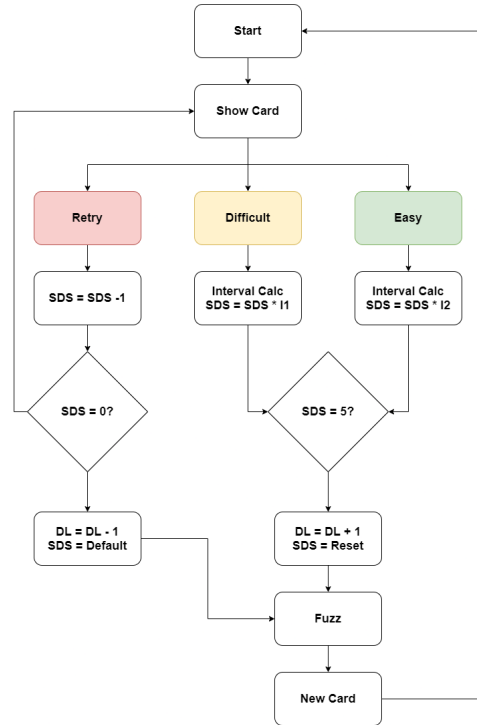 Start
Show Card
Retry
Difficult
Easy
SDS = SDS -1
Interval Calc
SDS = SDS * I1
Interval Calc
SDS = SDS * I2
SDS = 0?
SDS = 5?
DL = DL - 1
SDS = Default
DL = DL + 1
SDS = Reset
Fuzz
New Card